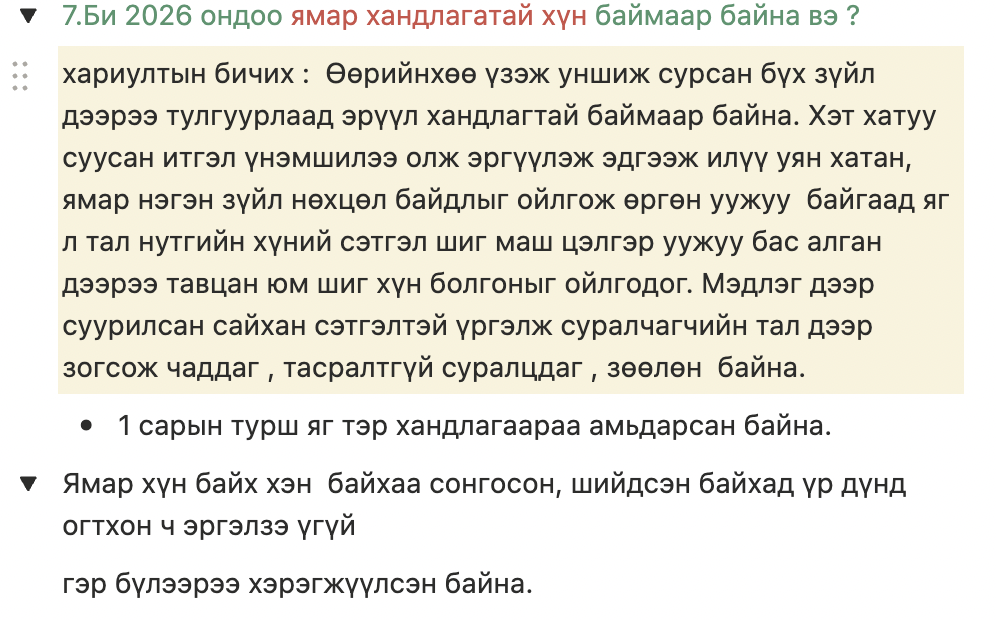 7.Би 2026 ондоо ямар хандлагатай хүн баймаар байна вэ ?
хариултын бичих :  Өөрийнхөө үзэж уншиж сурсан бүх зүйл
дээрээ тулгуурлаад эрүүл хандлагтай баймаар байна. Хэт хатуу
суусан итгэл үнэмшилээ олж эргүүлэж эдгээж илүү уян хатан,
ямар нэгэн зүйл нөхцөл байдлыг ойлгож өргөн уужуу  байгаад яг
л тал нутгийн хүний сэтгэл шиг маш цэлгэр уужуу бас алган
дээрээ тавцан юм шиг хүн болгоныг ойлгодог. Мэдлэг дээр
суурилсан сайхан сэтгэлтэй үргэлж суралчагчийн тал дээр
зогсож чаддаг , тасралтгүй суралцдаг , зөөлөн  байна.
• 1 сарын турш яг тэр хандлагаараа амьдарсан байна.
Ямар хүн байх хэн  байхаа сонгосон, шийдсэн байхад үр дүнд
огтхон ч эргэлзэ үгүй
гэр бүлээрээ хэрэгжүүлсэн байна.